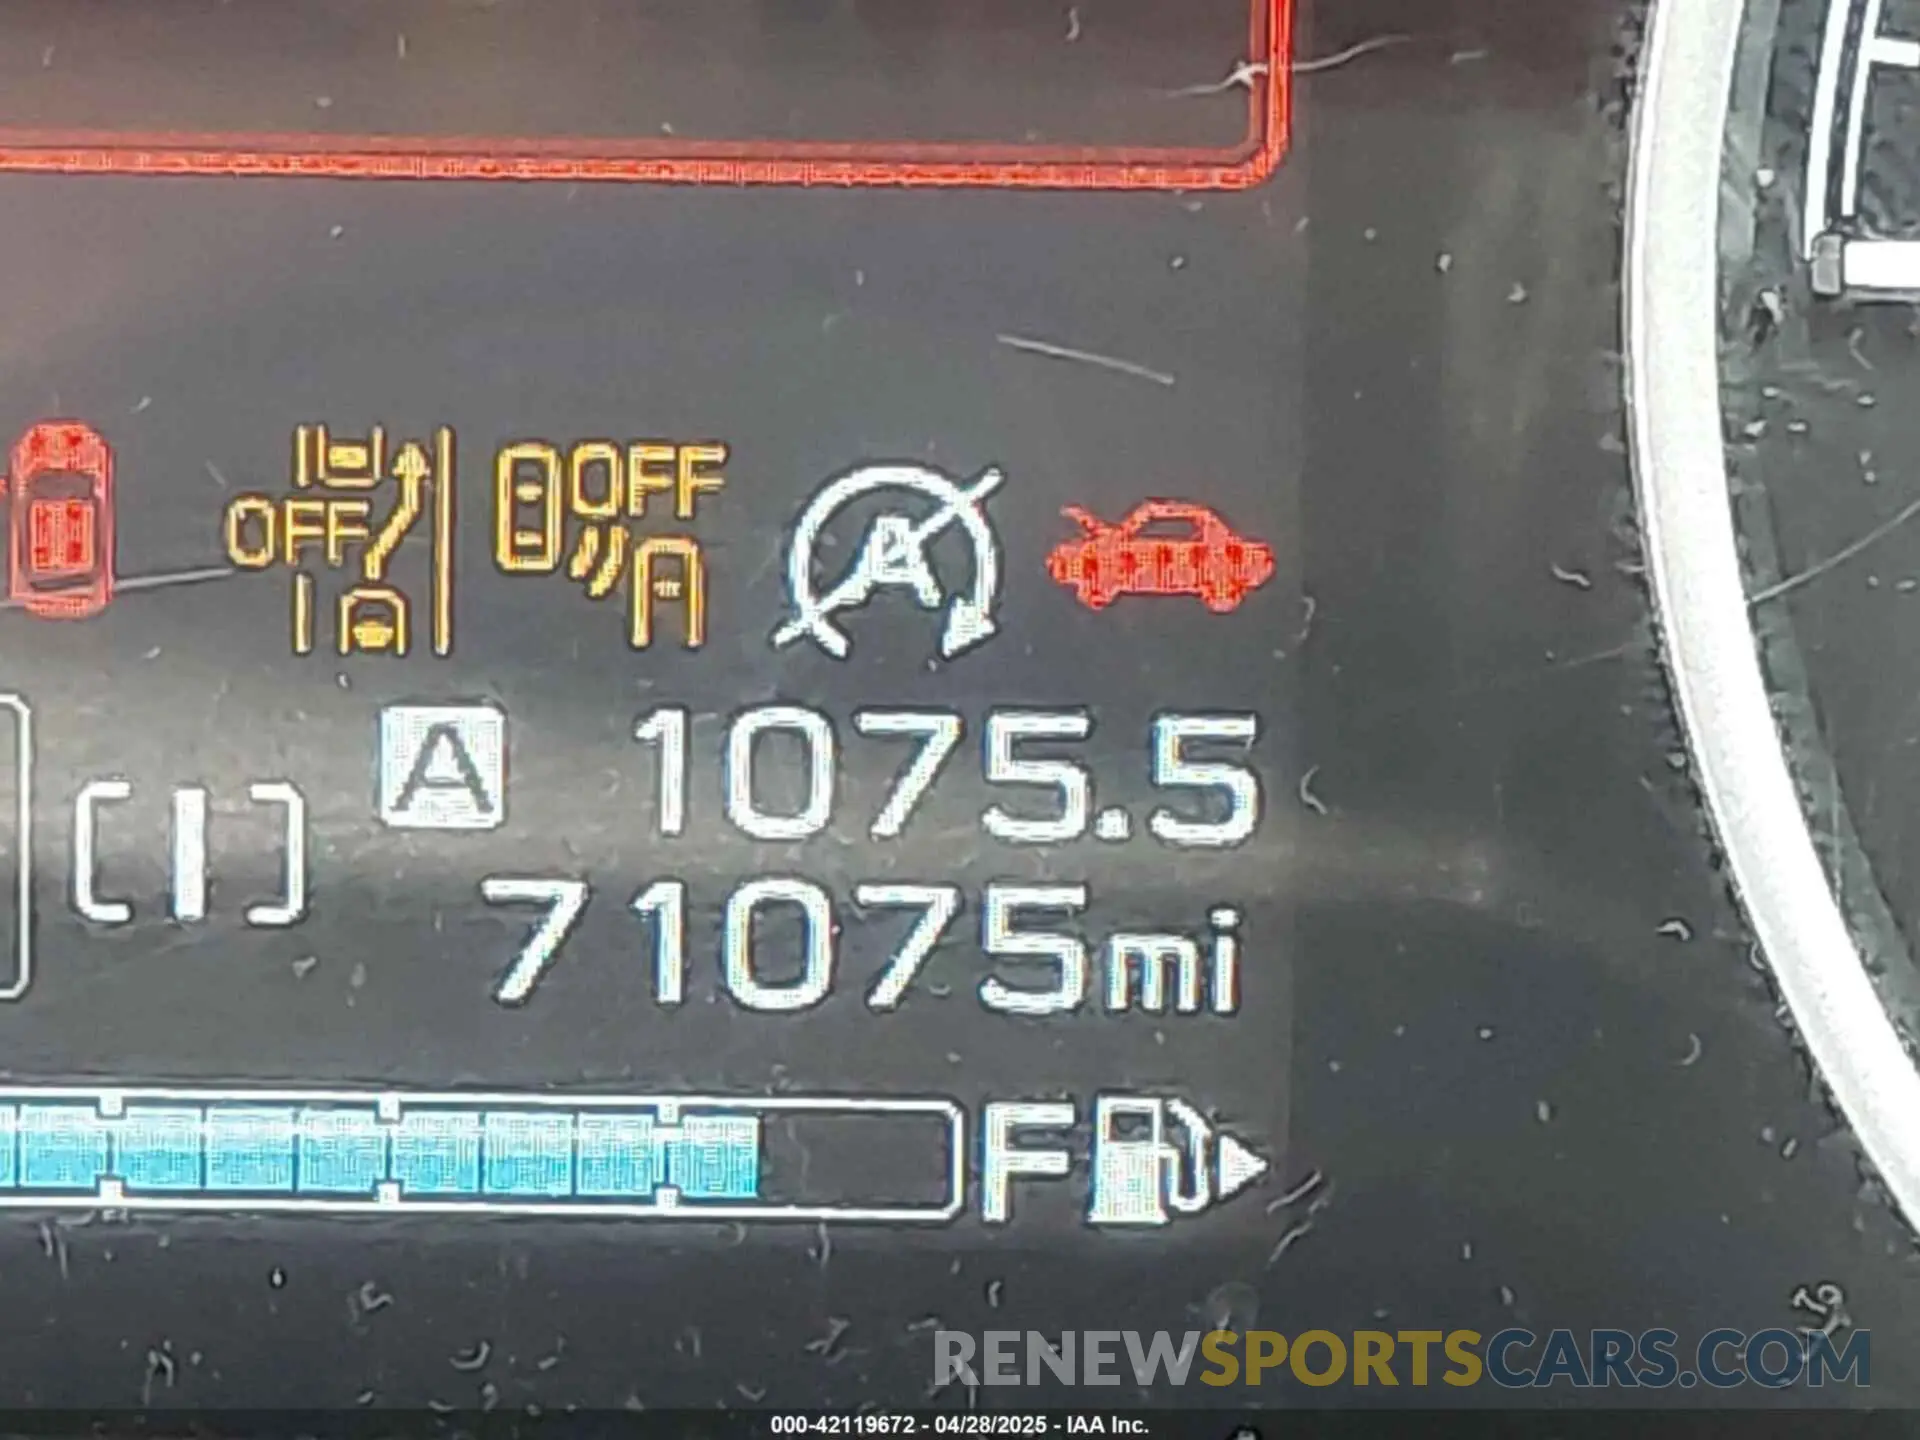 OFF OFF
A 1075.5
71075mi
F
RENEWSPORTSCARS.COM
000-42119672 - 04/28/2025 - IAA Inc.